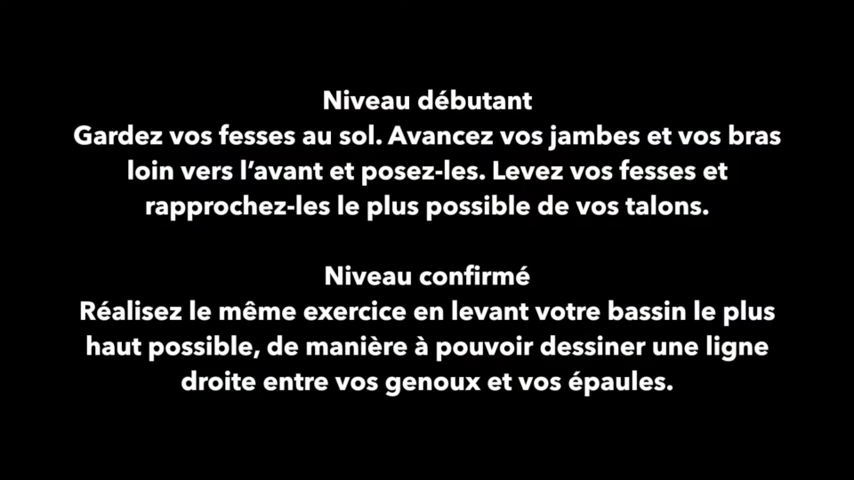 Niveau débutant
Gardez vos fesses au sol. Avancez vos jambes et vos bras
loin vers l’avant et posez-les. Levez vos fesses et
rapprochez-les le plus possible de vos talons.
Niveau confirmé
Réalisez le même exercice en levant votre bassin le plus
haut possible, de manière à pouvoir dessiner une ligne
droite entre vos genoux et vos épaules.